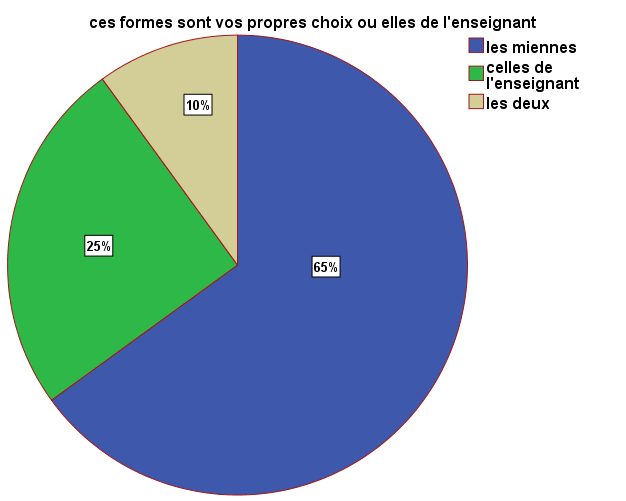 ces formes sont vos propres choix ou elles de l'enseignant
les miennes
celles de
l'enseignant
les deux
10%
25%
65%